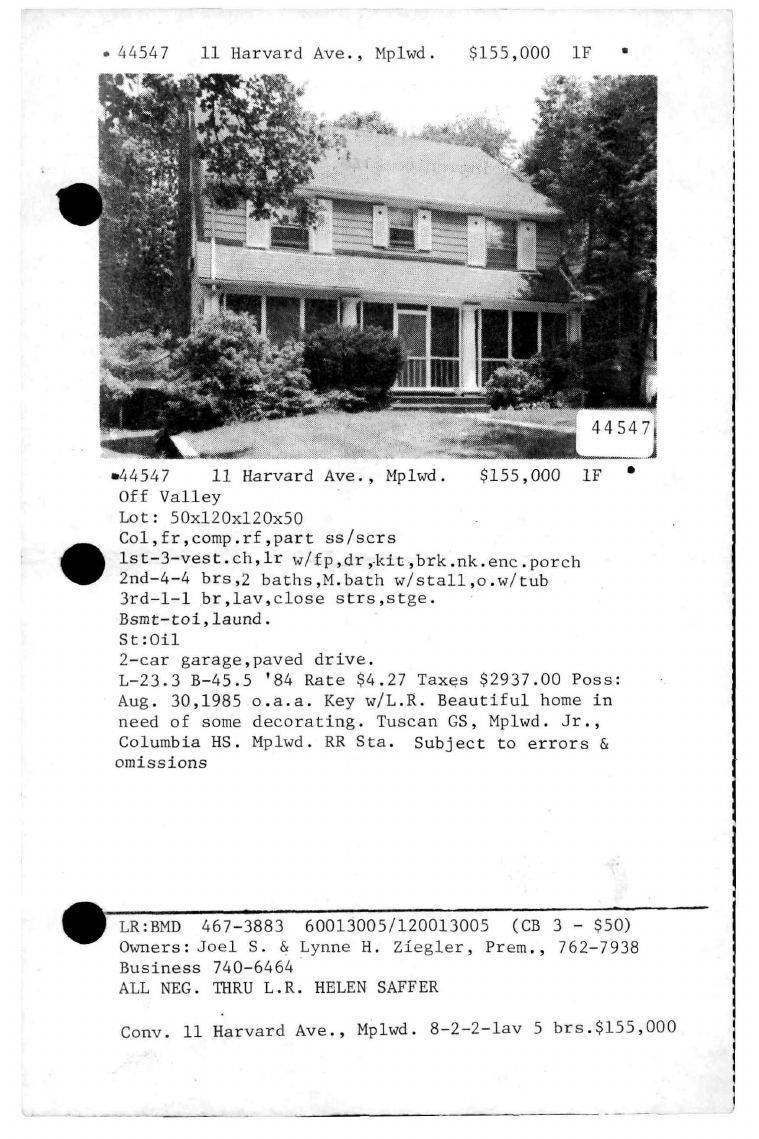 44547 11 Harvard Ave., Mplwd. $155,000 1F
44547
44547 11 Harvard Ave., Mplwd. $155,000 1F
Off Valley
Lot: 50x120x120x50
Col,fr,comp.rf,part ss/scrs
1st-3-vest.ch,lr w/fp,dr,kit,brk.nk.enc.porch
2nd-4-4 brs,2 baths,M.bath w/stall,o.w/tub
3rd-1-1 br,lav,close strs,stge.
Bsmt-toi,laund.
St:Oil
2-car garage,paved drive.
L-23.3 B-45.5 '84 Rate $4.27 Taxes $2937.00 Poss:
Aug. 30,1985 o.a.a. Key w/L.R. Beautiful home in
need of some decorating. Tuscan GS, Mplwd. Jr.,
Columbia HS. Mplwd. RR Sta. Subject to errors &
omissions
LR:BMD 467-3883 60013005/120013005 (CB 3 - $50)
Owners: Joel S. & Lynne H. Ziegler, Prem., 762-7938
Business 740-6464
ALL NEG. THRU L.R. HELEN SAFFER
Conv. 11 Harvard Ave., Mplwd. 8-2-2-lav 5 brs.$155,000